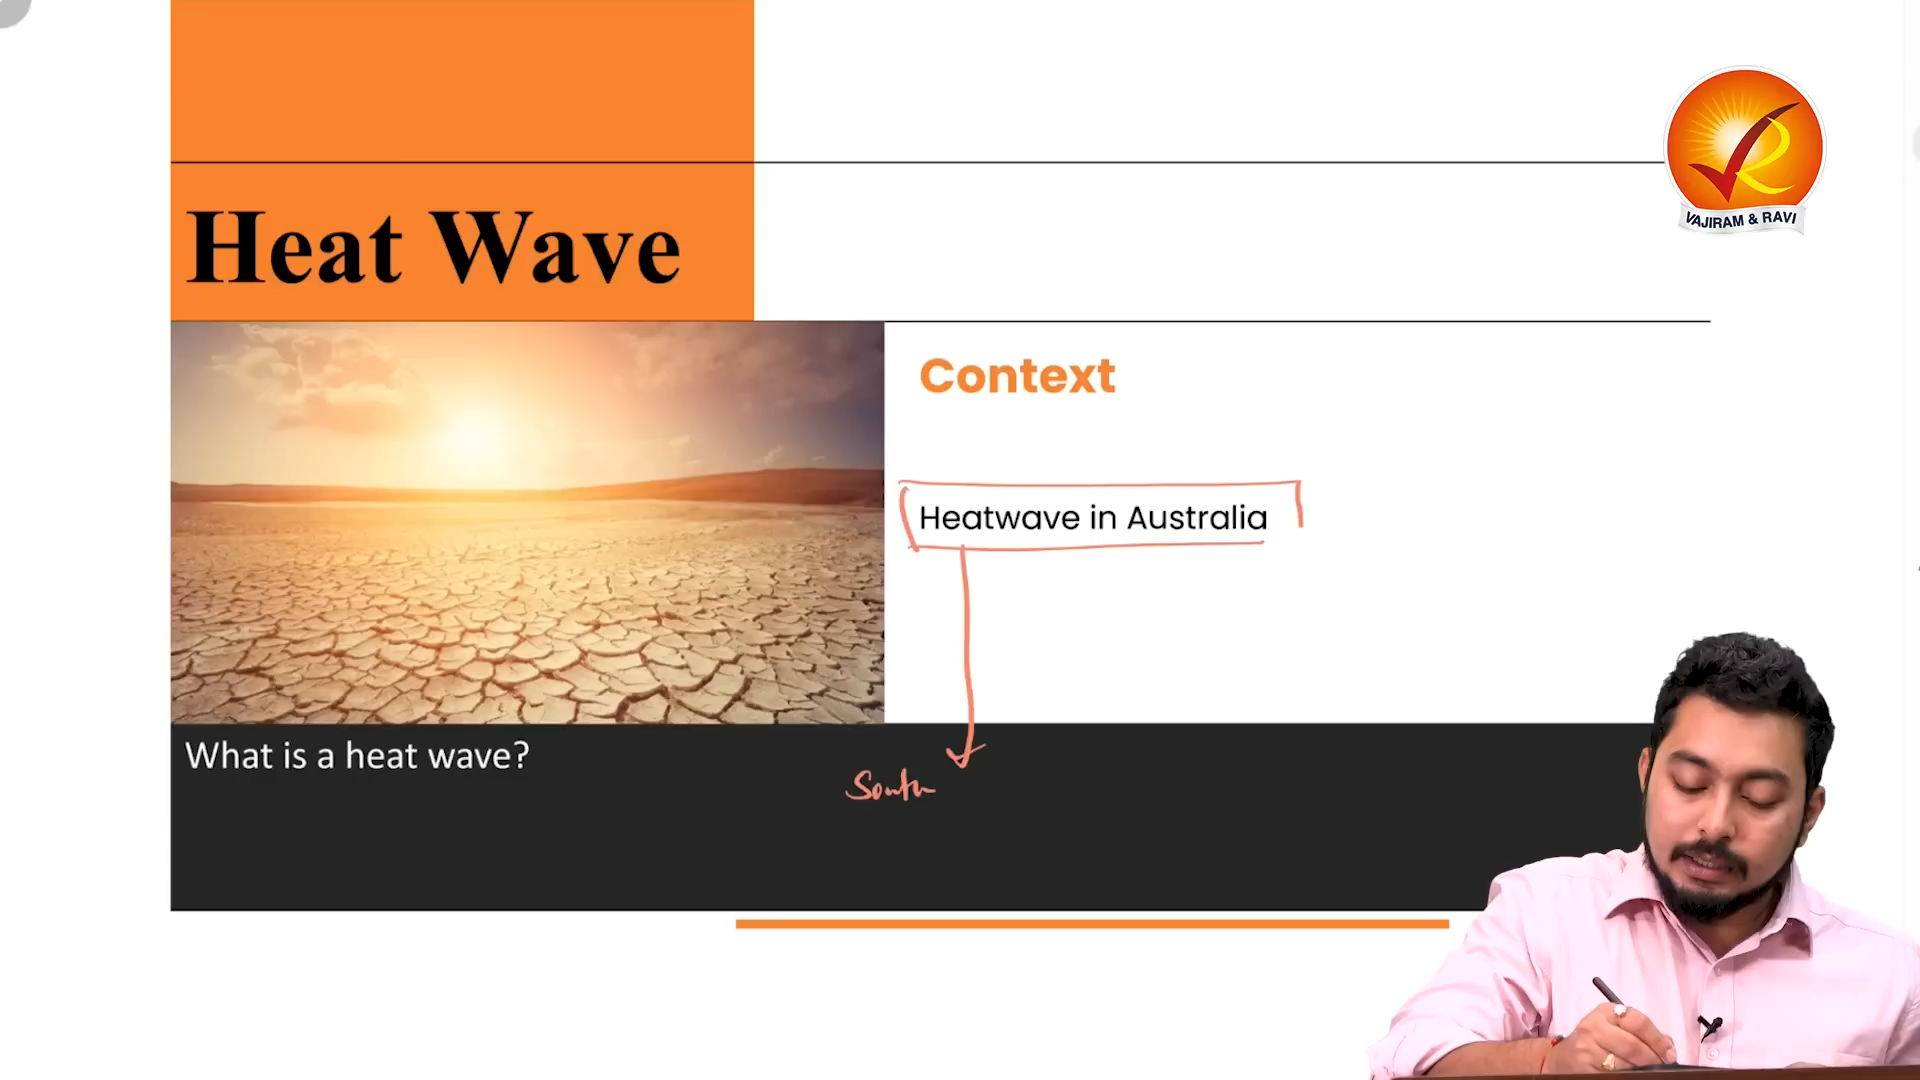 VAJIRAM & RAVI
Heat Wave
Context
Heatwave in Australia
What is a heat wave?
South